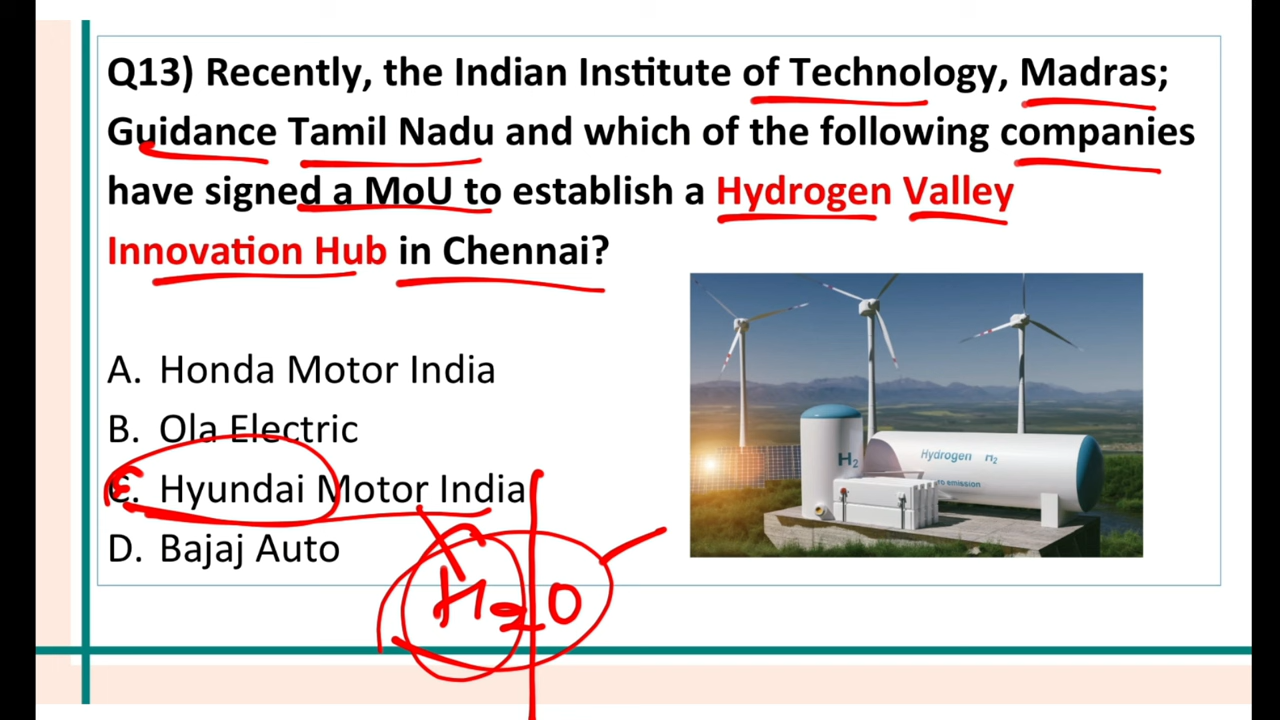 Q13) Recently, the Indian Institute of Technology, Madras;
Guidance Tamil Nadu and which of the following companies
have signed a MoU to establish a Hydrogen Valley
Innovation Hub in Chennai?
A. Honda Motor India
B. Ola Electric
C. Hyundai Motor India
D. Bajaj Auto
H₂
Hydrogen H₂
emission
H₂O